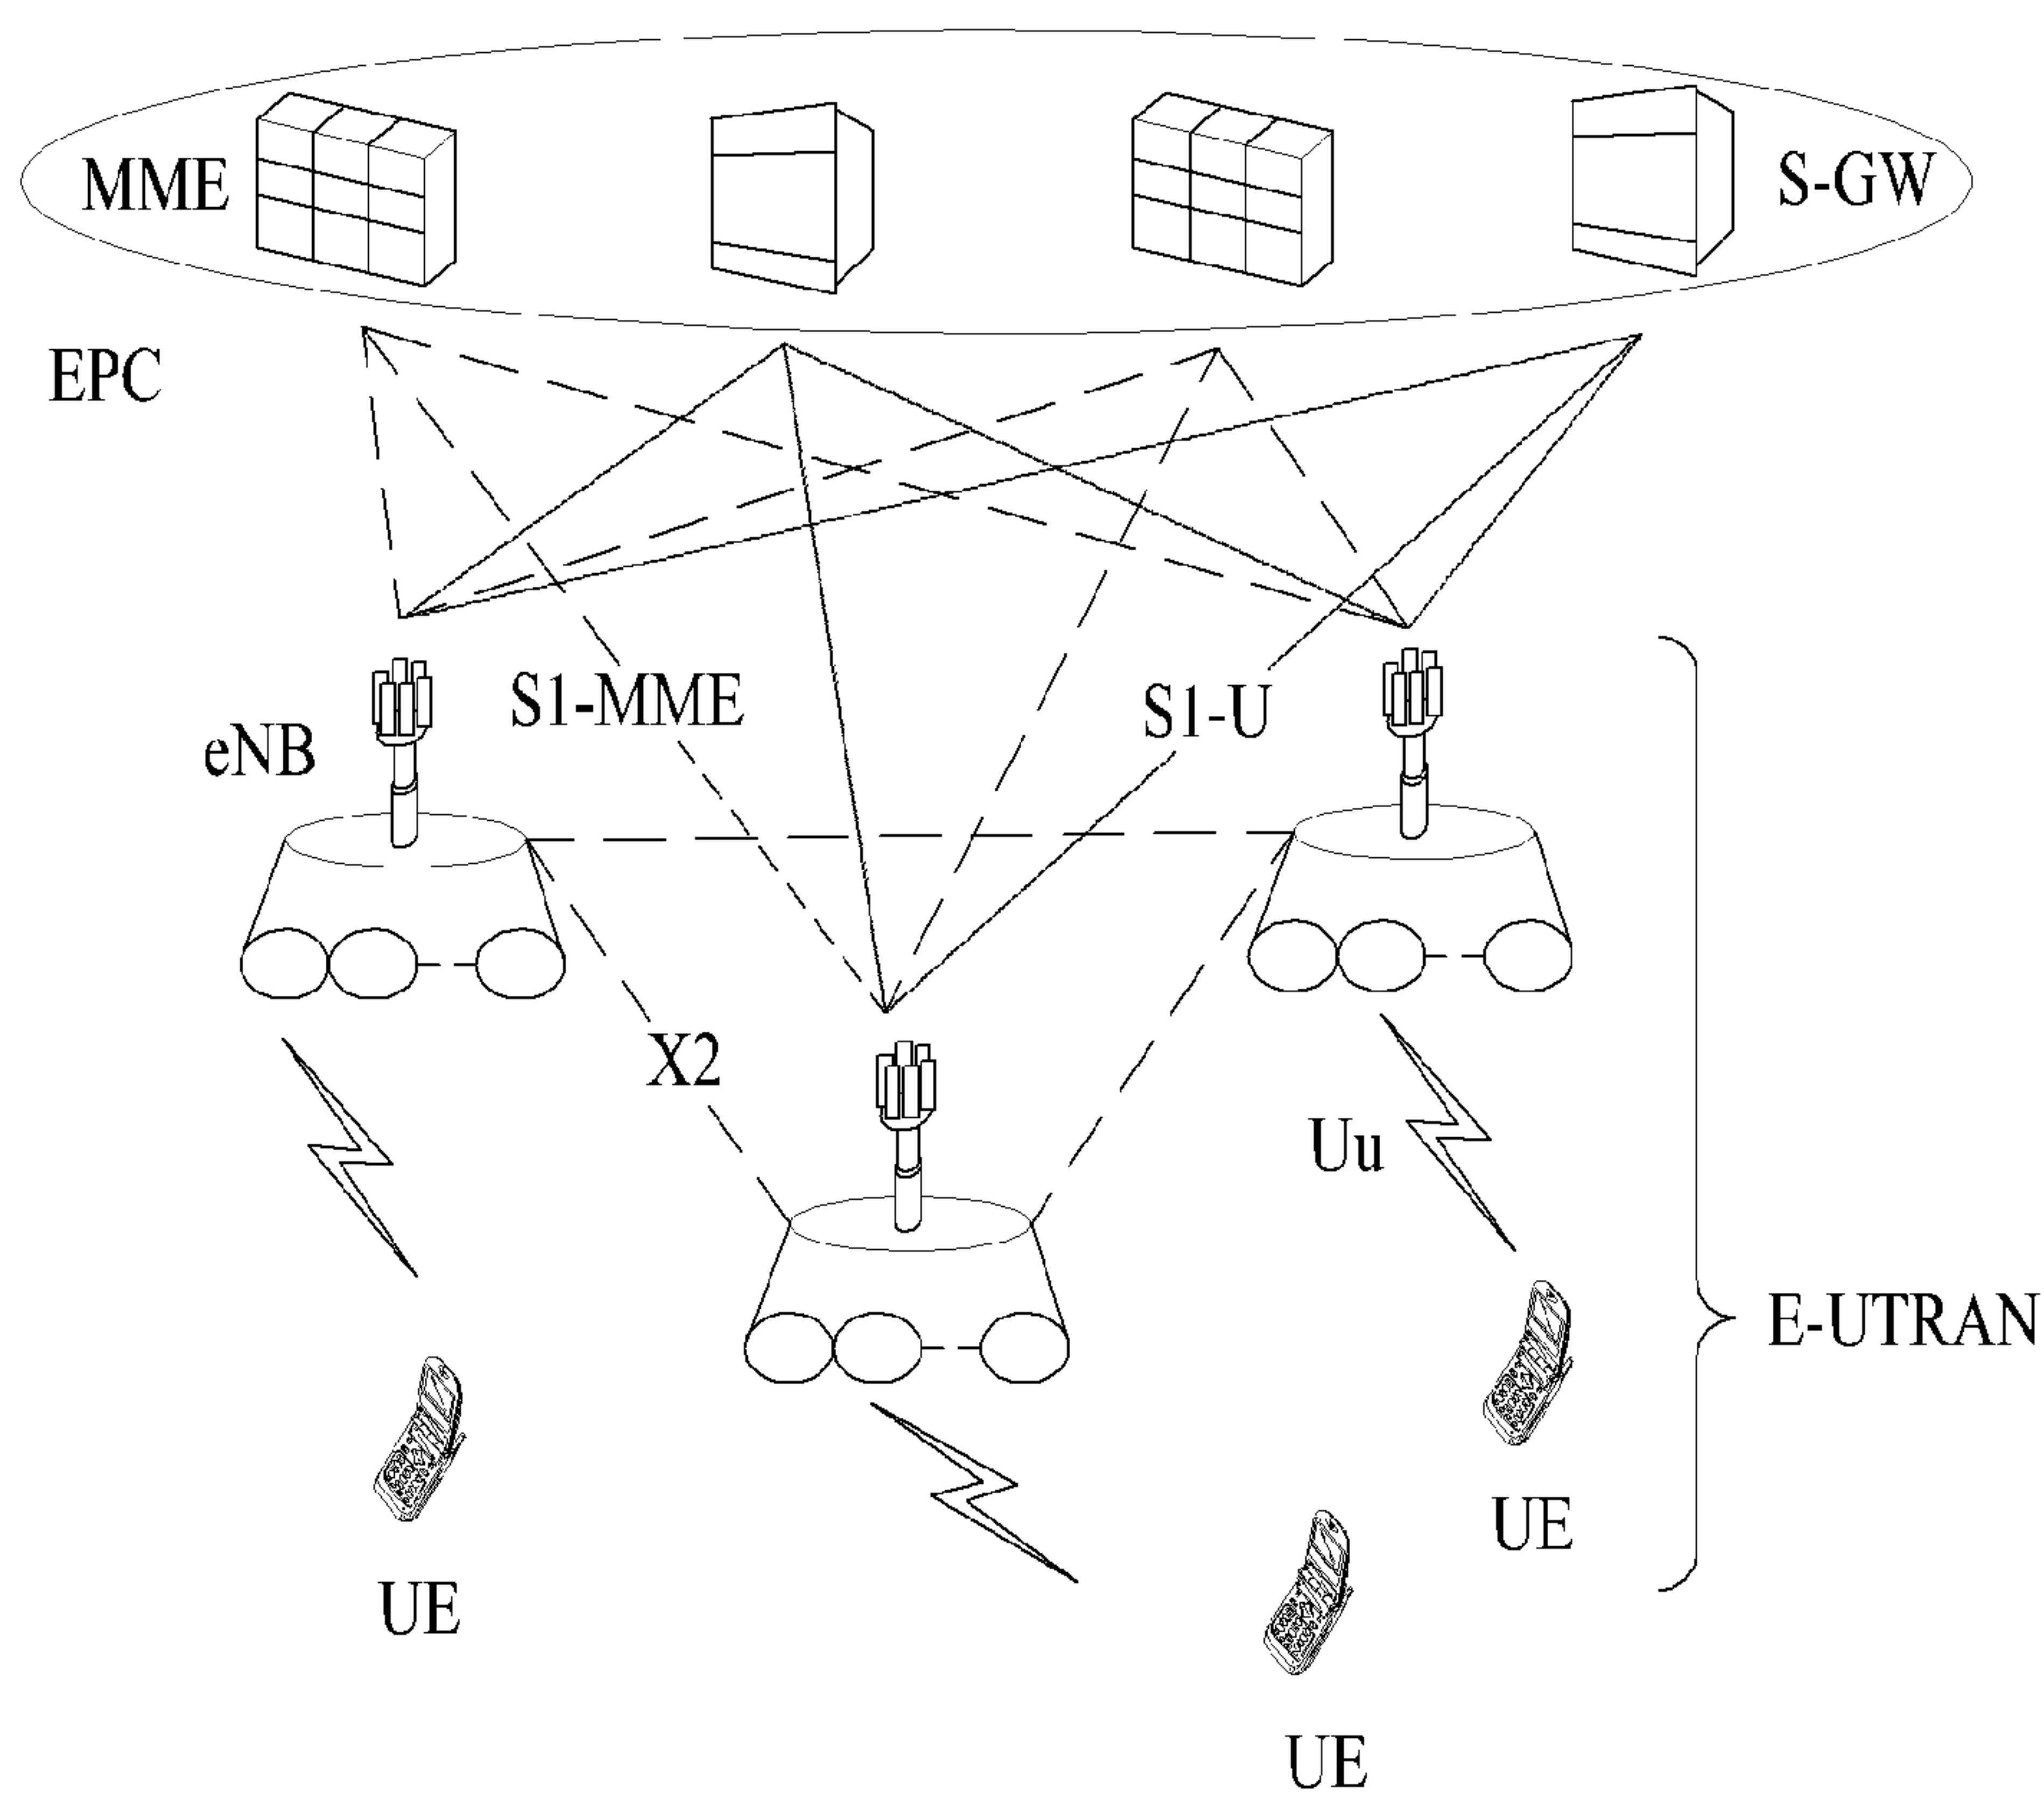 MME
S-GW
EPC
S1-MME
S1-U
eNB
X2
Uu
E-UTRAN
UE
UE
UE